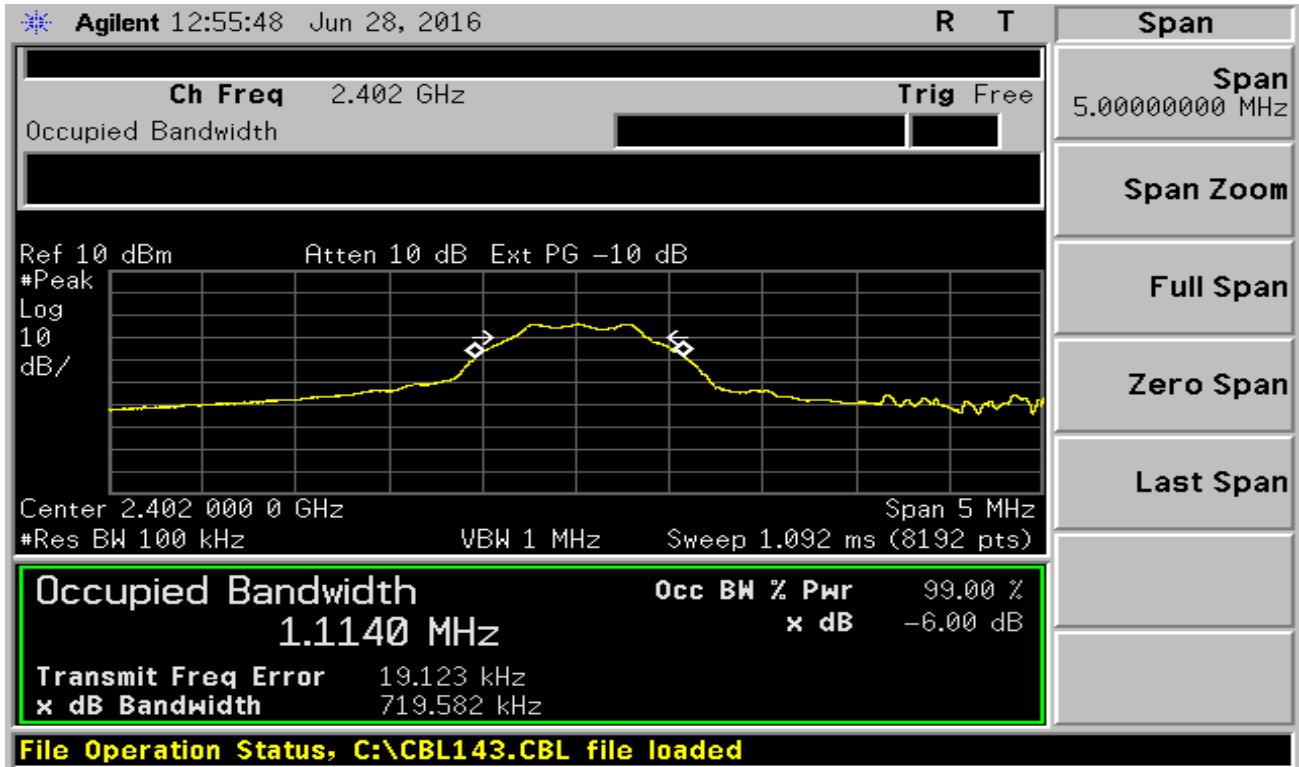 Agilent 12:55:48 Jun 28, 2016 R T
Span
Ch Freq 2.402 GHz Trig Free
Occupied Bandwidth
Span
5.00000000 MHz
Span Zoom
Full Span
Zero Span
Last Span
Ref 10 dBm Atten 10 dB Ext PG -10 dB
#Peak
Log
10
dB/
Center 2.402 000 0 GHz Span 5 MHz
#Res BW 100 kHz VBW 1 MHz Sweep 1.092 ms (8192 pts)
Occupied Bandwidth Occ BW % Pwr 99.00 %
1.1140 MHz x dB -6.00 dB
Transmit Freq Error 19.123 kHz
x dB Bandwidth 719.582 kHz
File Operation Status, C:\CBL143.CBL file loaded